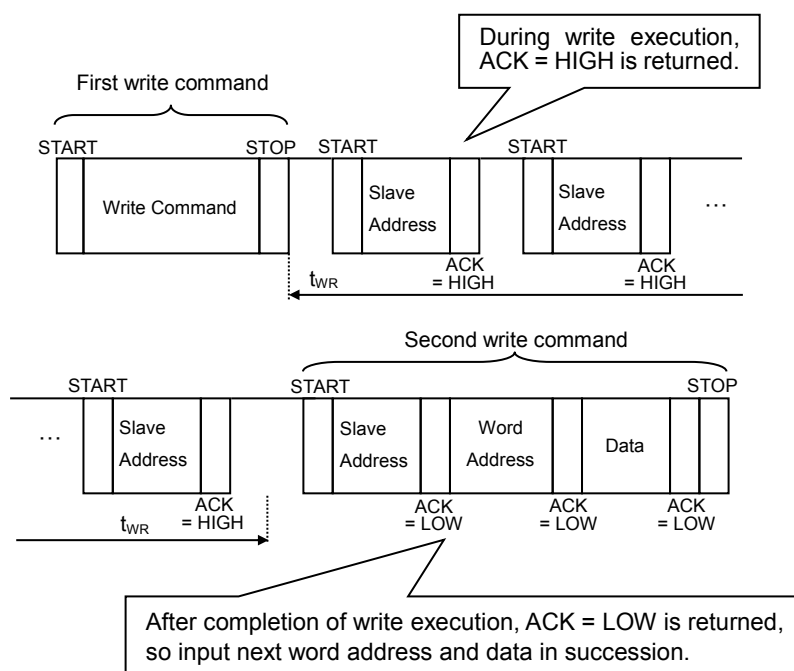 During write execution,
ACK = HIGH is returned.
First write command
START STOP START START
Write Command
Slave
Address
Slave
Address
…
ACK
= HIGH
ACK
= HIGH
tWR
Second write command
START START STOP
…
Slave
Address
Slave
Address
Word
Address
Data
ACK
= HIGH
ACK
= LOW
ACK
= LOW
ACK
= LOW
tWR
After completion of write execution, ACK = LOW is returned,
so input next word address and data in succession.